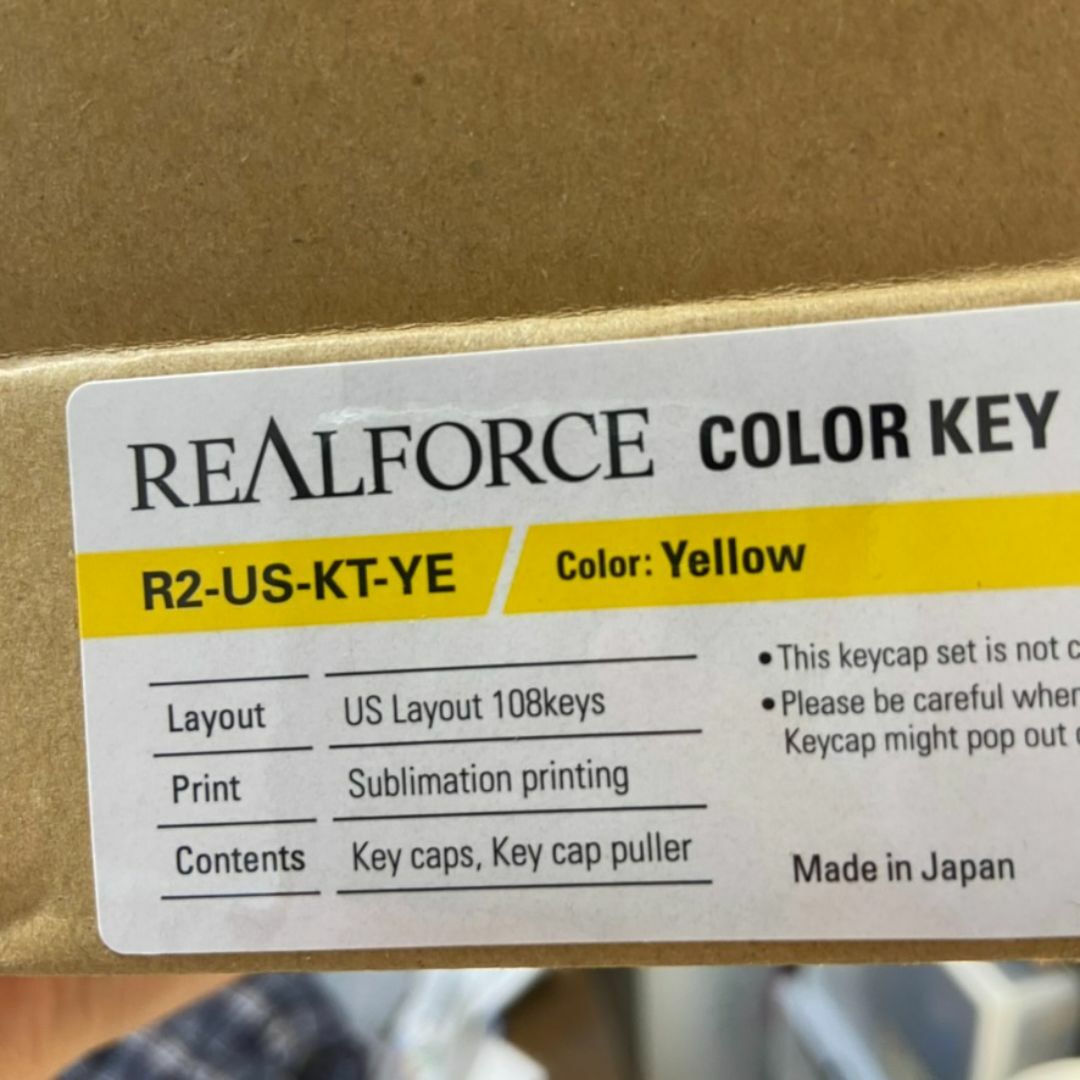 REALFORCE COLOR KEY
R2-US-KT-YE Color: Yellow
Layout US Layout 108keys
Print Sublimation printing
Contents Key caps, Key cap puller
• This keycap set is not
• Please be careful when
Keycap might pop out
Made in Japan